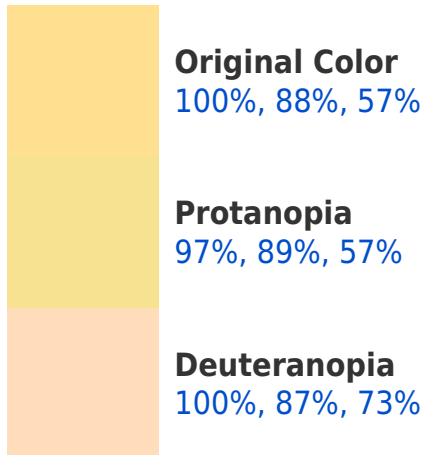 Original Color
100%, 88%, 57%
Protanopia
97%, 89%, 57%
Deuteranopia
100%, 87%, 73%